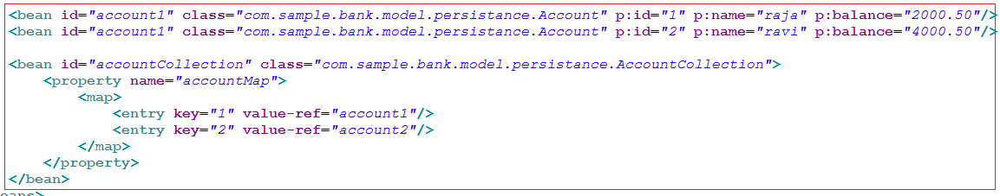 <bean id="account1" class="com.sample.bank.model.persistance.Account" p:id="1" p:name="raja" p:balance="2000.50"/>
<bean id="account1" class="com.sample.bank.model.persistance.Account" p:id="2" p:name="ravi" p:balance="4000.50"/>
<bean id="accountCollection" class="com.sample.bank.model.persistance.AccountCollection">
<property name="accountMap">
<map>
<entry key="1" value-ref="account1"/>
<entry key="2" value-ref="account2"/>
</map>
</property>
</bean>